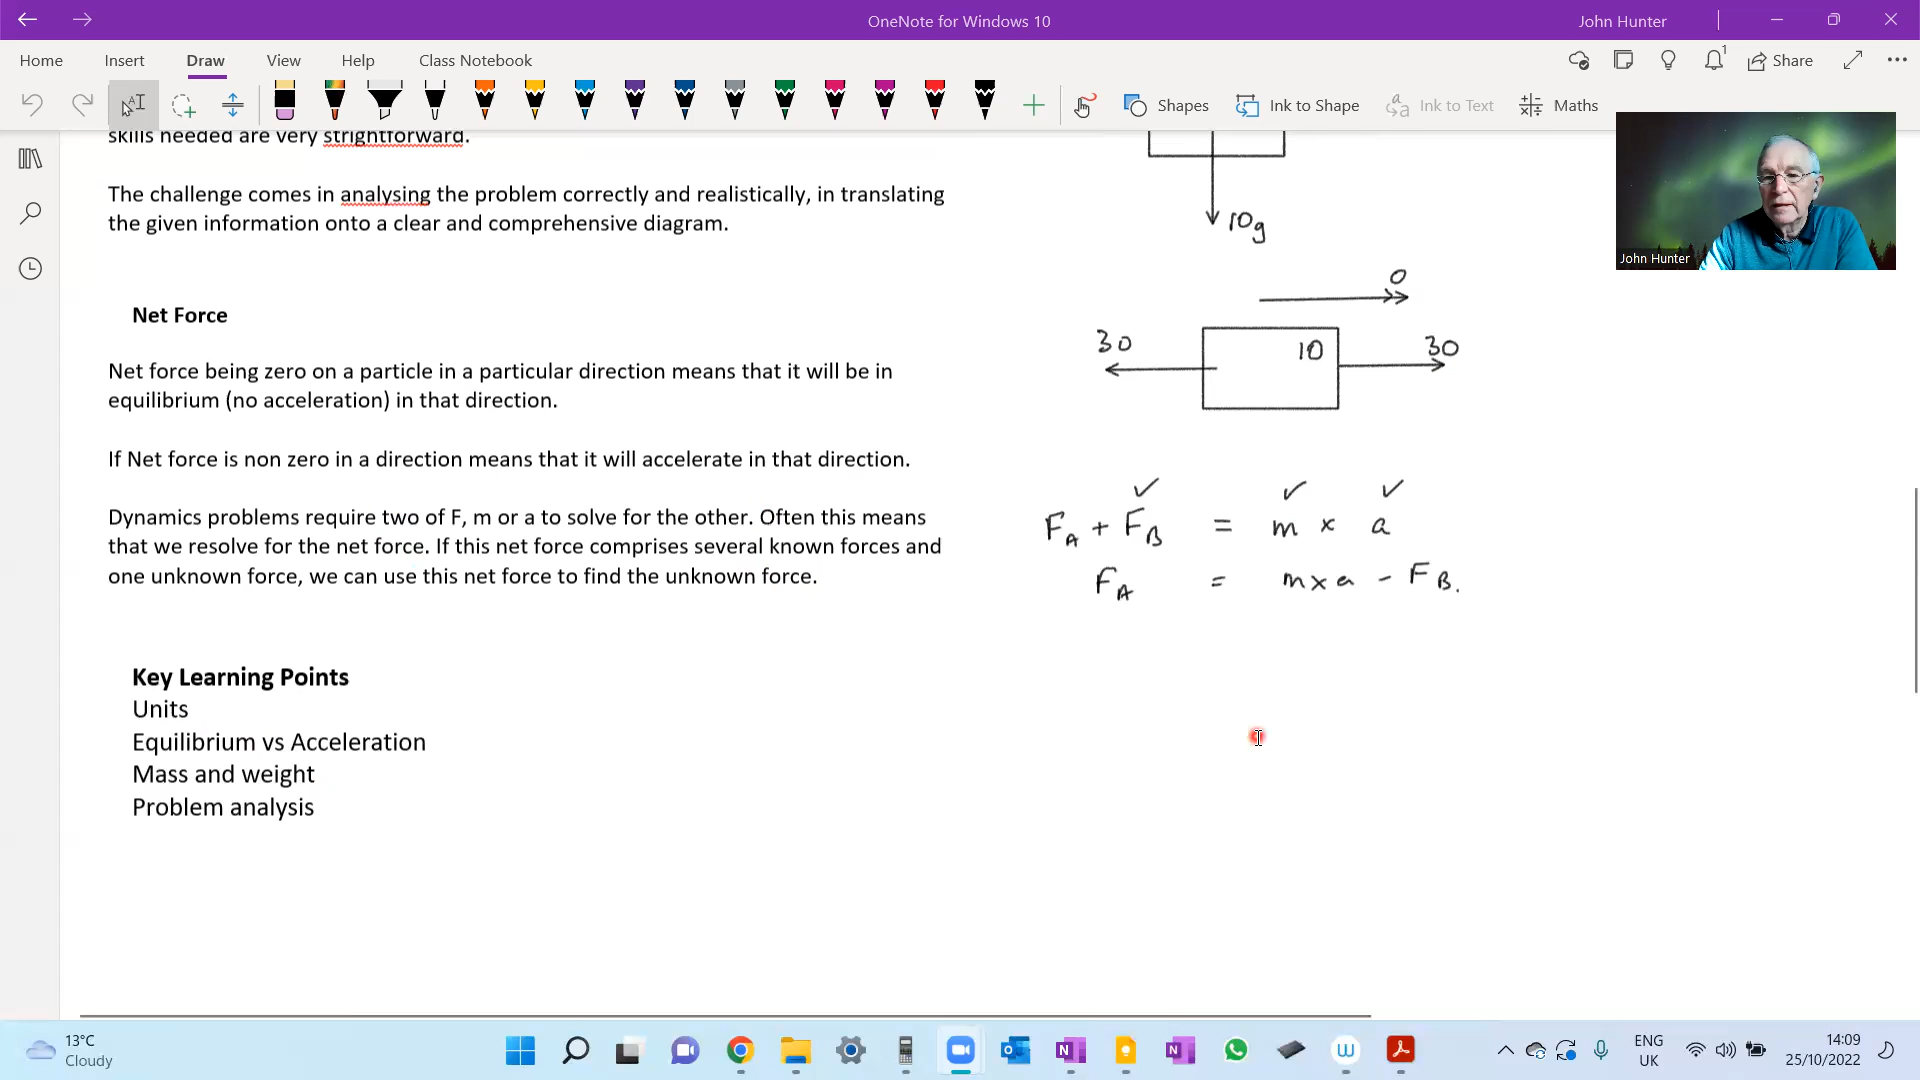 OneNote for Windows 10
John Hunter
Home
Insert
Draw
View
Help
Class Notebook
1
Share
Shapes
Ink to Shape
Ink to Text
Maths
skills needed are very strightforward.
The challenge comes in analysing the problem correctly and realistically, in translating
the given information onto a clear and comprehensive diagram.
Net Force
Net force being zero on a particle in a particular direction means that it will be in
equilibrium (no acceleration) in that direction.
If Net force is non zero in a direction means that it will accelerate in that direction.
Dynamics problems require two of F, m or a to solve for the other. Often this means
that we resolve for the net force. If this net force comprises several known forces and
one unknown force, we can use this net force to find the unknown force.
Key Learning Points
Units
Equilibrium vs Acceleration
Mass and weight
Problem analysis
10g
0
30
10
30
✓ ✓ ✓
F_A + F_B = m x a
F_A = m x a - F_B.
John Hunter
13°C
Cloudy
ENG
UK
14:09
25/10/2022